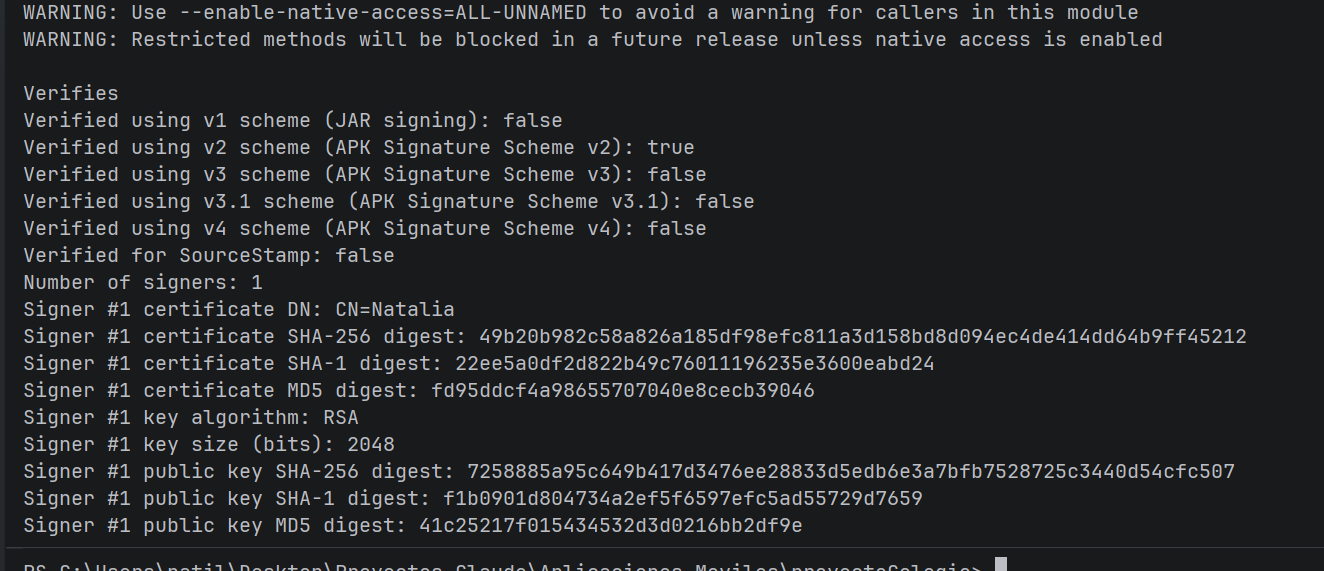 WARNING: Use --enable-native-access=ALL-UNNAMED to avoid a warning for callers in this module
WARNING: Restricted methods will be blocked in a future release unless native access is enabled
Verifies
Verified using v1 scheme (JAR signing): false
Verified using v2 scheme (APK Signature Scheme v2): true
Verified using v3 scheme (APK Signature Scheme v3): false
Verified using v3.1 scheme (APK Signature Scheme v3.1): false
Verified using v4 scheme (APK Signature Scheme v4): false
Verified for SourceStamp: false
Number of signers: 1
Signer #1 certificate DN: CN=Natalia
Signer #1 certificate SHA-256 digest: 49b20b982c58a826a185df98efc811a3d158bd8d094ec4de414dd64b9ff45212
Signer #1 certificate SHA-1 digest: 22ee5a0df2d822b49c76011196235e3600eabd24
Signer #1 certificate MD5 digest: fd95ddcf4a98655707040e8cecb39046
Signer #1 key algorithm: RSA
Signer #1 key size (bits): 2048
Signer #1 public key SHA-256 digest: 7258885a95c649b417d3476ee28833d5edb6e3a7bfb7528725c3440d54cfc507
Signer #1 public key SHA-1 digest: f1b0901d804734a2ef5f6597efc5ad55729d7659
Signer #1 public key MD5 digest: 41c25217f015434532d3d0216bb2df9e